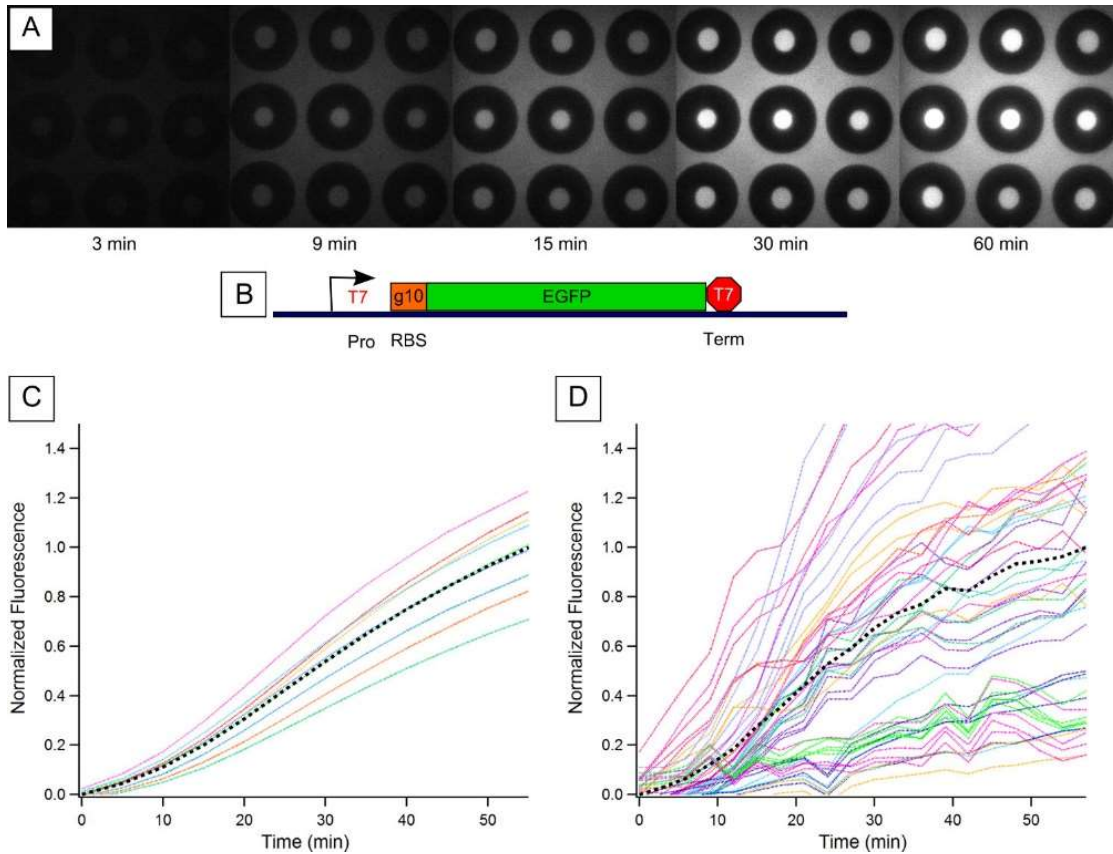 A
3 min 9 min 15 min 30 min 60 min
B
T7 g10 EGFP T7
Pro RBS Term
C
Normalized Fluorescence
1.4
1.2
1.0
0.8
0.6
0.4
0.2
0.0
0 10 20 30 40 50
Time (min)
D
Normalized Fluorescence
1.4
1.2
1.0
0.8
0.6
0.4
0.2
0.0
0 10 20 30 40 50
Time (min)